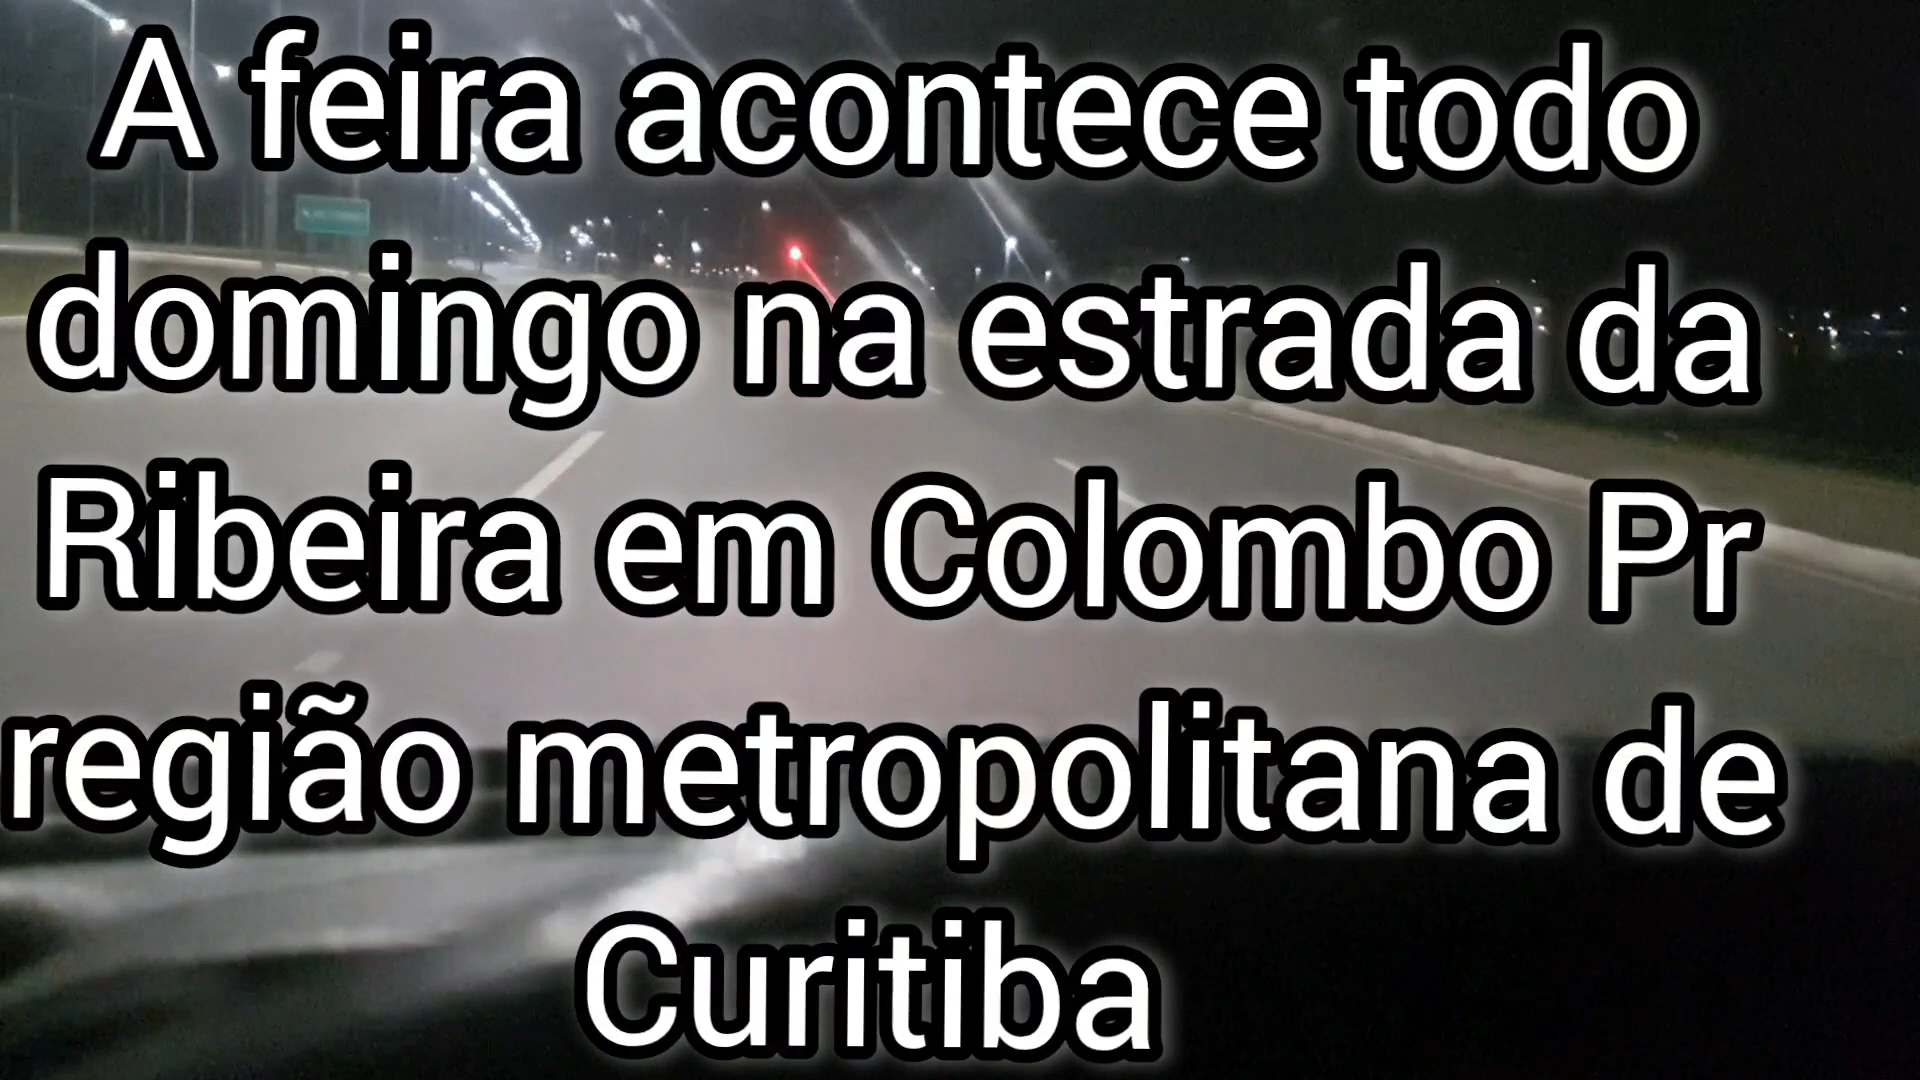 A feira acontece todo
domingo na estrada da
Ribeira em Colombo Pr
região metropolitana de
Curitiba